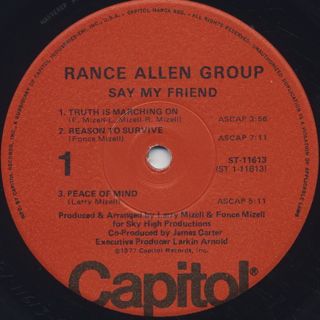 RANCE ALLEN GROUP
SAY MY FRIEND
1. TRUTH IS MARCHING ON
(F. Mizell-L. Mizell-R. Mizell) ASCAP 3:56
2. REASON TO SURVIVE
(Fonce Mizell) ASCAP 7:11
1
ST-11613
(ST 1-11613)
3. PEACE OF MIND
(Larry Mizell) ASCAP 5:11
Produced & Arranged by Larry Mizell & Fonce Mizell
for Sky High Productions
Co-Produced by James Carter
Executive Producer Larkin Arnold
©1977 Capitol Records, Inc.
Capitol®